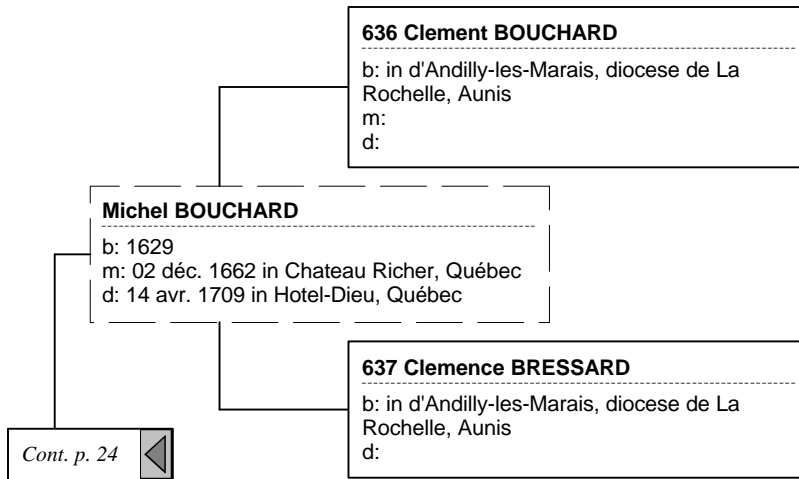 636 Clement BOUCHARD
b: in d'Andilly-les-Marais, diocese de La
Rochelle, Aunis
m:
d:
Michel BOUCHARD
b: 1629
m: 02 déc. 1662 in Chateau Richer, Québec
d: 14 avr. 1709 in Hotel-Dieu, Québec
637 Clemence BRESSARD
b: in d'Andilly-les-Marais, diocese de La
Rochelle, Aunis
d:
Cont. p. 24